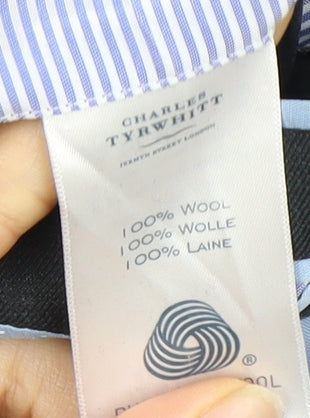 CHARLES
TYRWHITT
JERMYN STREET LONDON
100% WOOL
100% WOLLE
100% LAINE
®